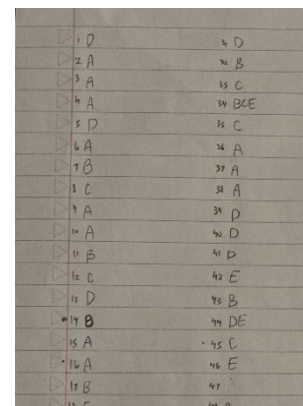 1 D
2 A
3 A
4 A
5 D
6 A
7 B
8 C
9 A
10 A
11 B
12 C
13 D
14 B
15 A
16 A
17 B
31 D
32 B
33 C
34 BCE
35 C
36 A
37 A
38 A
39 D
40 D
41 D
42 E
43 B
44 DE
45 C
46 E
47